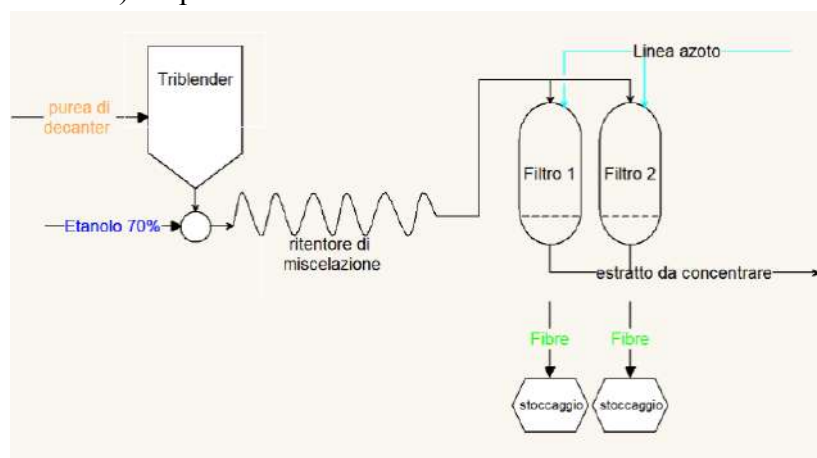 Linea azoto
Triblender
purea di
decanter
Filtro 1
Filtro 2
Etanolo 70%
ritentore di
miscelazione
estratto da concentrare
Fibre
Fibre
stoccaggio
stoccaggio